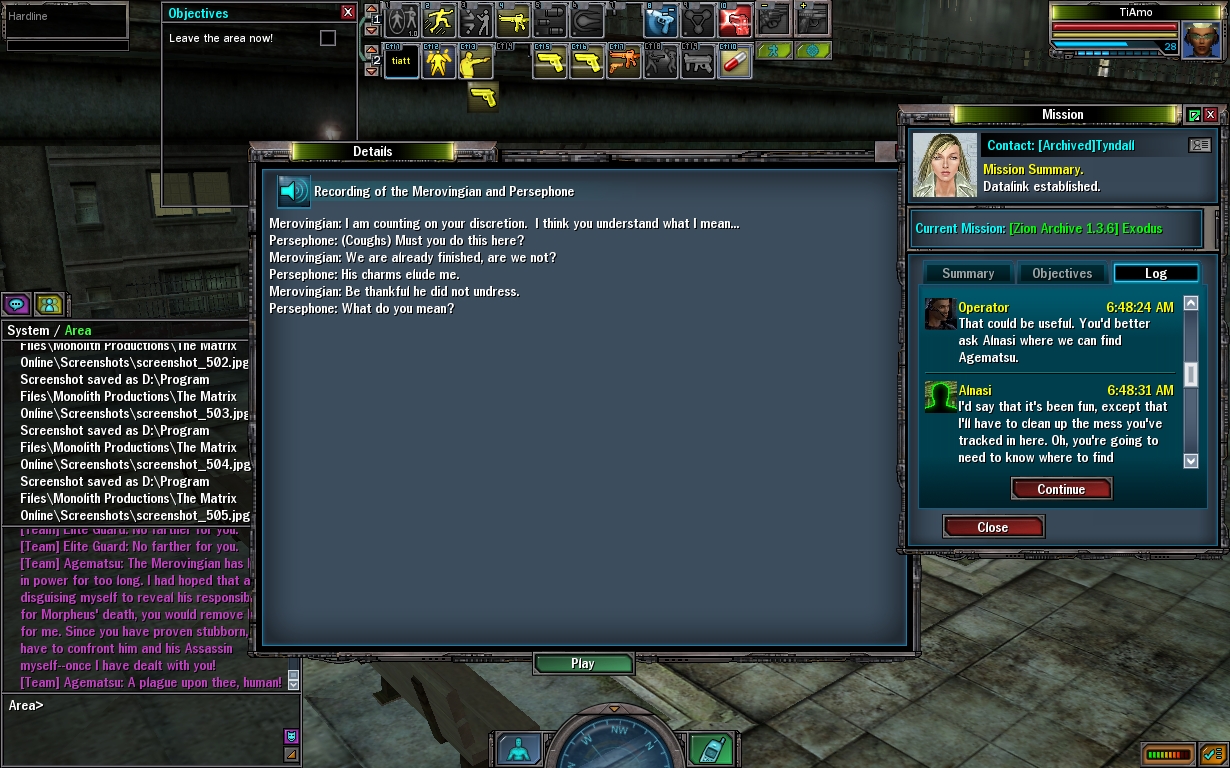 Hardline
Objectives
Leave the area now!
1
2
tiatt
TiAmo
28
Mission
Contact: [Archived]Tyndall
Mission Summary.
Datalink established.
Current Mission: [Zion Archive 1.3.6] Exodus
Summary
Objectives
Log
Operator 6:48:24 AM
That could be useful. You'd better
ask Alnasi where we can find
Agematsu.
Alnasi 6:48:31 AM
I'd say that it's been fun, except that
I'll have to clean up the mess you've
tracked in here. Oh, you're going to
need to know where to find
Continue
Close
Details
Recording of the Merovingian and Persephone
Merovingian: I am counting on your discretion. I think you understand what I mean...
Persephone: (Coughs) Must you do this here?
Merovingian: We are already finished, are we not?
Persephone: His charms elude me.
Merovingian: Be thankful he did not undress.
Persephone: What do you mean?
Play
System / Area
Files\Monolith Productions\The Matrix
Online\Screenshots\screenshot_502.jpg
Screenshot saved as D:\Program
Files\Monolith Productions\The Matrix
Online\Screenshots\screenshot_503.jpg
Screenshot saved as D:\Program
Files\Monolith Productions\The Matrix
Online\Screenshots\screenshot_504.jpg
Screenshot saved as D:\Program
Files\Monolith Productions\The Matrix
Online\Screenshots\screenshot_505.jpg
[Team] Elite Guard: No farther for you.
[Team] Elite Guard: No farther for you.
[Team] Agematsu: The Merovingian has
in power for too long. I had hoped that a
disguising myself to reveal his responsib
for Morpheus' death, you would remove
for me. Since you have proven stubborn,
have to confront him and his Assassin
myself--once I have dealt with you!
[Team] Agematsu: A plague upon thee, human!
Area>
W
NW
N